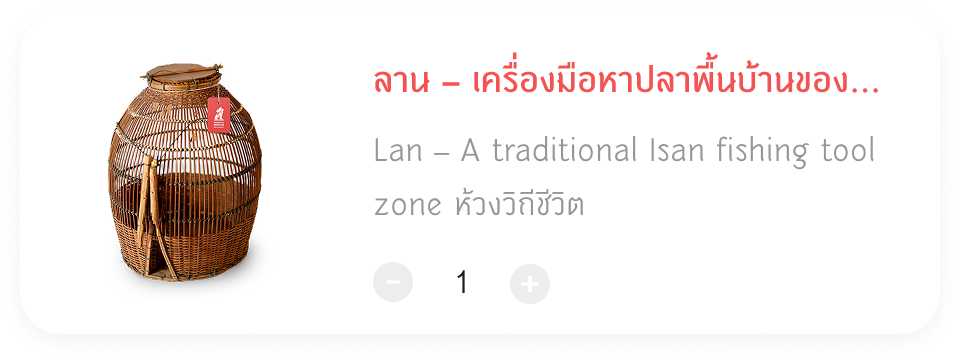 ลาน – เครื่องมือหาปลาพื้นบ้านของ...
Lan – A traditional Isan fishing tool
zone ห้วงวิถีชีวิต
1